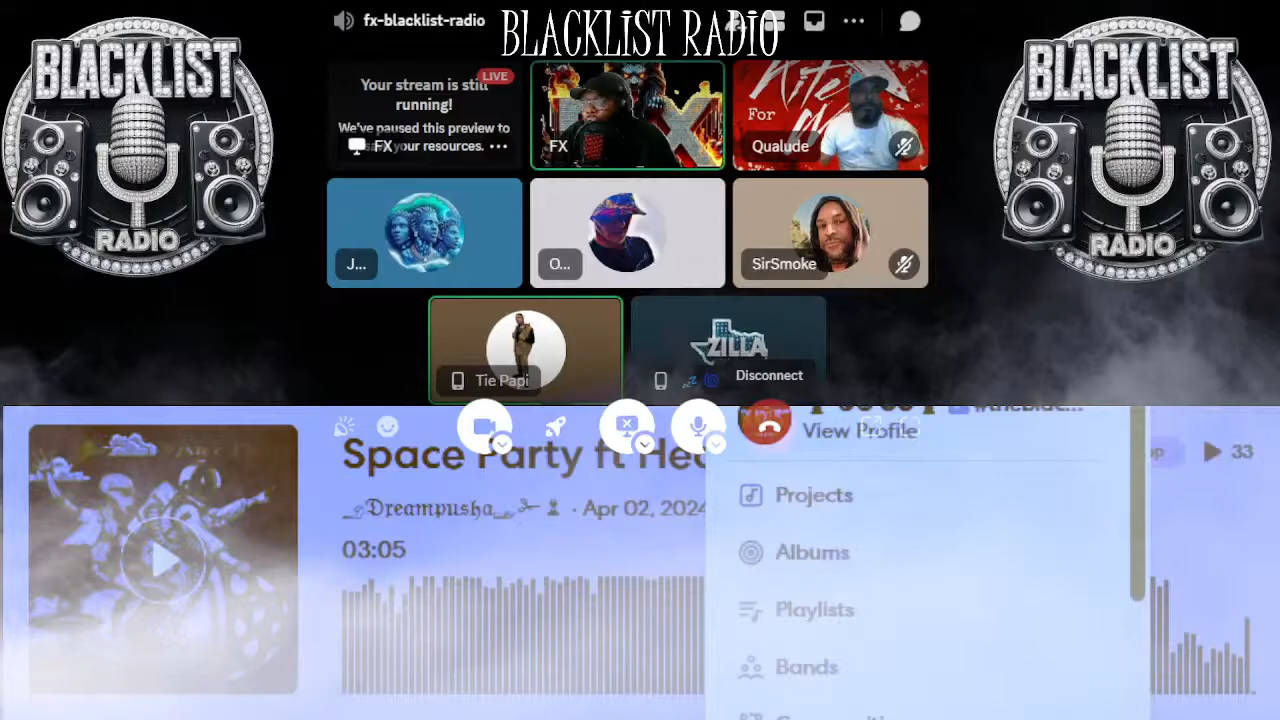 BLACKLIST
RADIO
fx-blacklist-radio
BLACKLIST RADIO
BLACKLIST
RADIO
LIVE
Your stream is still
running!
We've paused this preview to
your resources.
FX
FX
For
Qualude
J...
O...
SirSmoke
Tie Papi
ZILLA
Disconnect
View Profile
Space Party ft
Dreampusha · Apr 02, 2024
33
03:05
Projects
Albums
Playlists
Bands